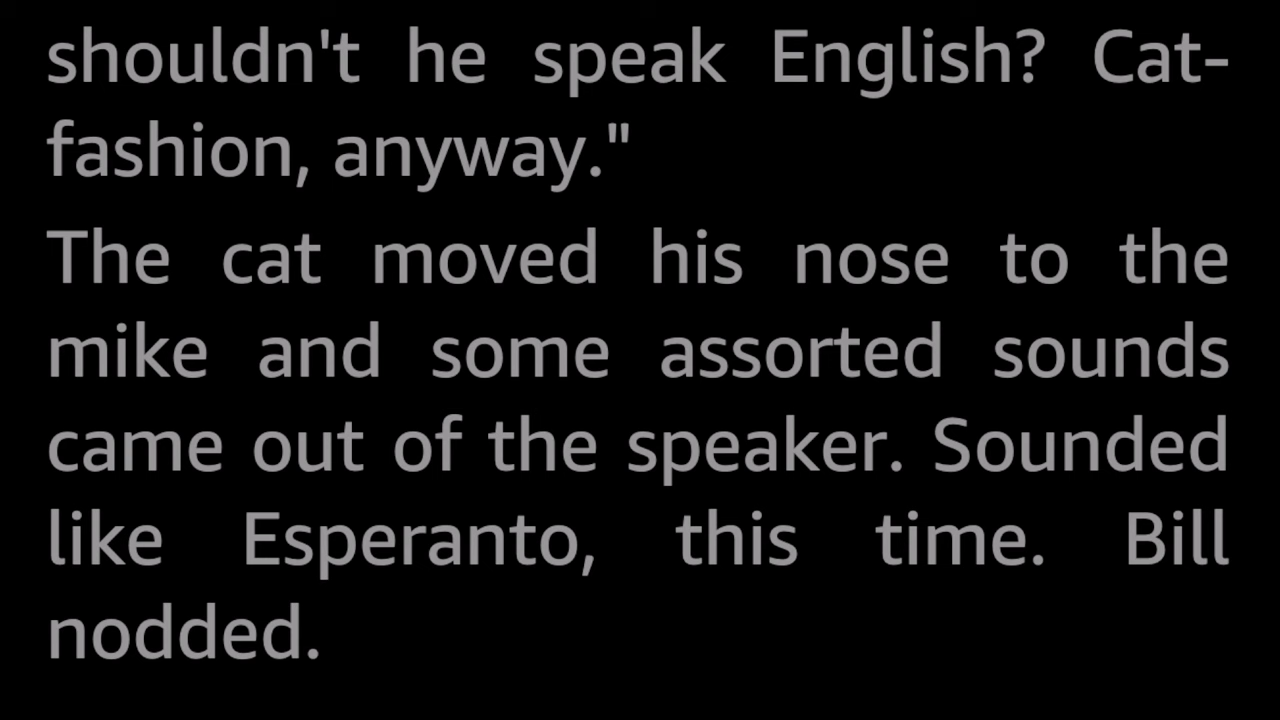 shouldn't he speak English? Cat-
fashion, anyway."
The cat moved his nose to the
mike and some assorted sounds
came out of the speaker. Sounded
like Esperanto, this time. Bill
nodded.